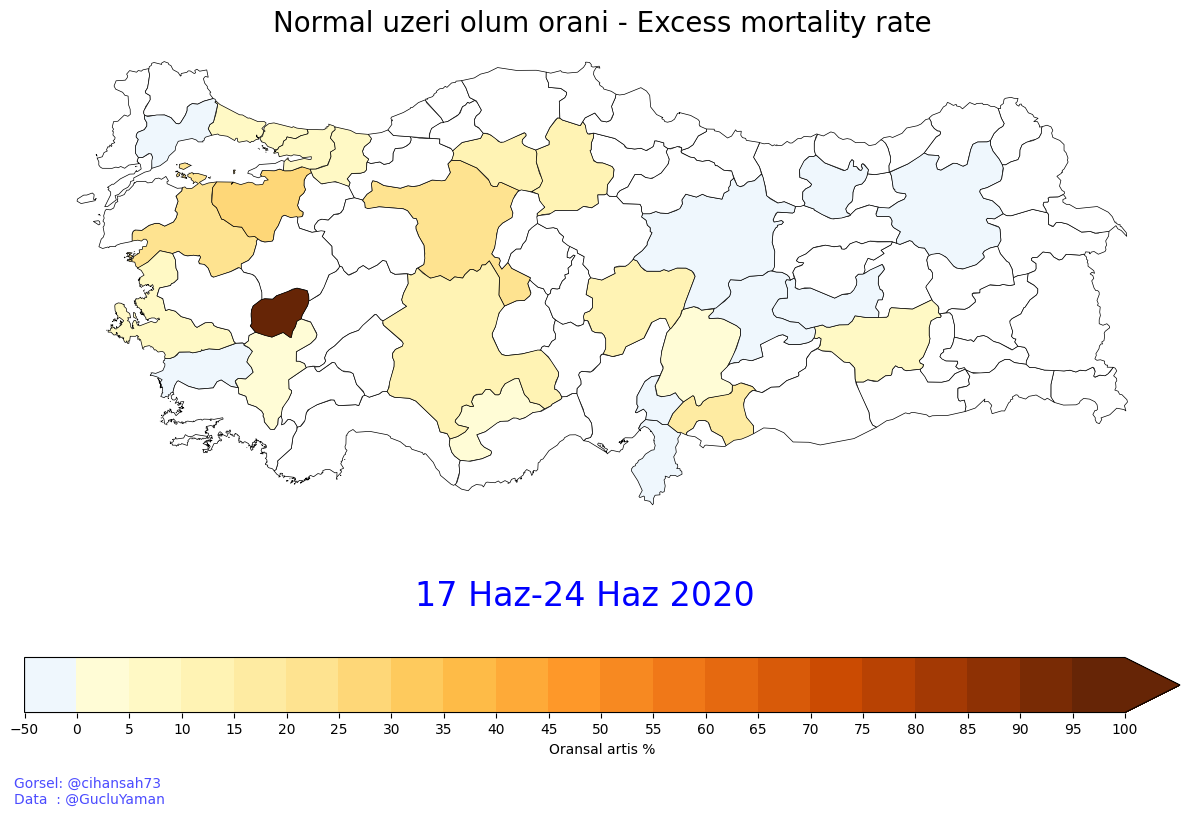 Normal uzeri olum orani - Excess mortality rate
17 Haz-24 Haz 2020
−50 0 5 10 15 20 25 30 35 40 45 50 55 60 65 70 75 80 85 90 95 100
Oransal artis %
Gorsel: @cihansah73
Data  : @GucluYaman